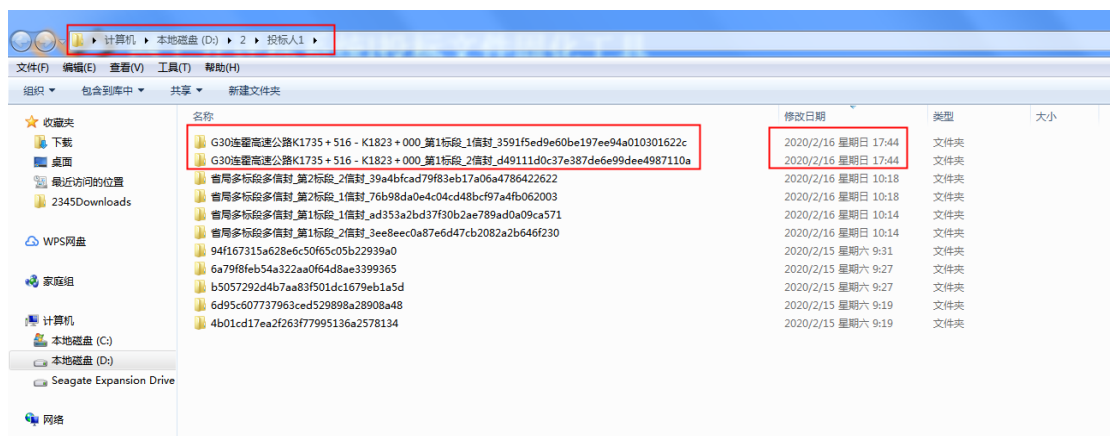 计算机 本地磁盘 (D:) 2 投标人1
文件(F) 编辑(E) 查看(V) 工具(T) 帮助(H)
组织 包含到库中 共享 新建文件夹
收藏夹
下载
桌面
最近访问的位置
2345Downloads
WPS网盘
家庭组
计算机
本地磁盘 (C:)
本地磁盘 (D:)
Seagate Expansion Drive
网络
名称 修改日期 类型 大小
G30连霍高速公路K1735+516 - K1823+000_第1标段_1信封_3591f5ed9e60be197ee94a010301622c 2020/2/16 星期日 17:44 文件夹
G30连霍高速公路K1735+516 - K1823+000_第1标段_2信封_d49111d0c37e387de6e99dee4987110a 2020/2/16 星期日 17:44 文件夹
省局多标段多信封_第2标段_2信封_39a4bfcad79f83eb17a06a4786422622 2020/2/16 星期日 10:18 文件夹
省局多标段多信封_第2标段_1信封_76b98da0e4c04cd48bcf97a4fb062003 2020/2/16 星期日 10:18 文件夹
省局多标段多信封_第1标段_1信封_ad353a2bd37f30b2ae789ad0a09ca571 2020/2/16 星期日 10:14 文件夹
省局多标段多信封_第1标段_2信封_3ee8eec0a87e6d47cb2082a2b646f230 2020/2/16 星期日 10:14 文件夹
94f167315a628e6c50f65c05b22939a0 2020/2/15 星期六 9:31 文件夹
6a79f8feb54a322aa0f64d8ae3399365 2020/2/15 星期六 9:27 文件夹
b5057292d4b7aa83f501dc1679eb1a5d 2020/2/15 星期六 9:27 文件夹
6d95c607737963ced529898a28908a48 2020/2/15 星期六 9:19 文件夹
4b01cd17ea2f263f77995136a2578134 2020/2/15 星期六 9:19 文件夹